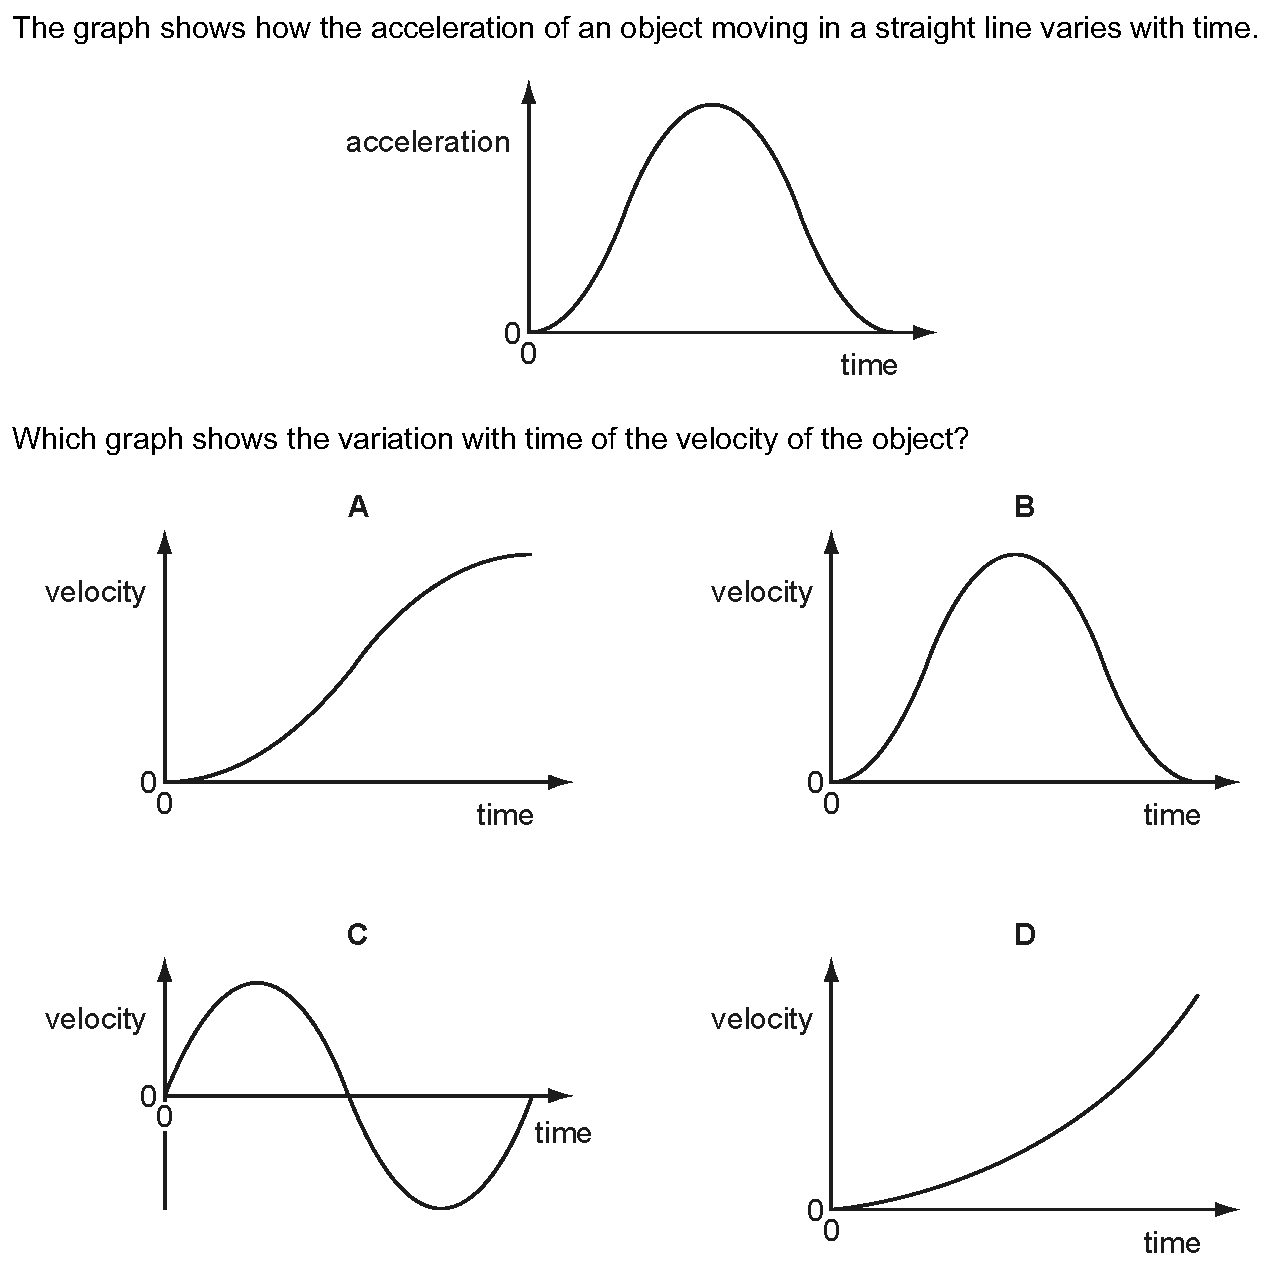 The graph shows how the acceleration of an object moving in a straight line varies with time.
acceleration
0
0
time
Which graph shows the variation with time of the velocity of the object?
A
velocity
0
0
time
B
velocity
0
0
time
C
velocity
0
0
time
D
velocity
0
0
time